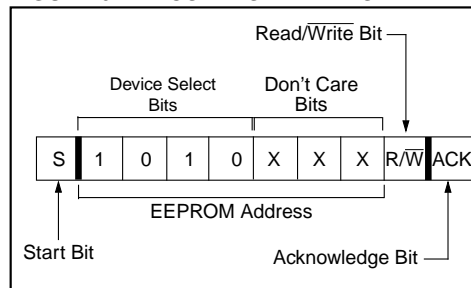 Read/Write Bit
Device Select Bits
Don't Care Bits
S 1 0 1 0 X X X R/W ACK
EEPROM Address
Start Bit
Acknowledge Bit